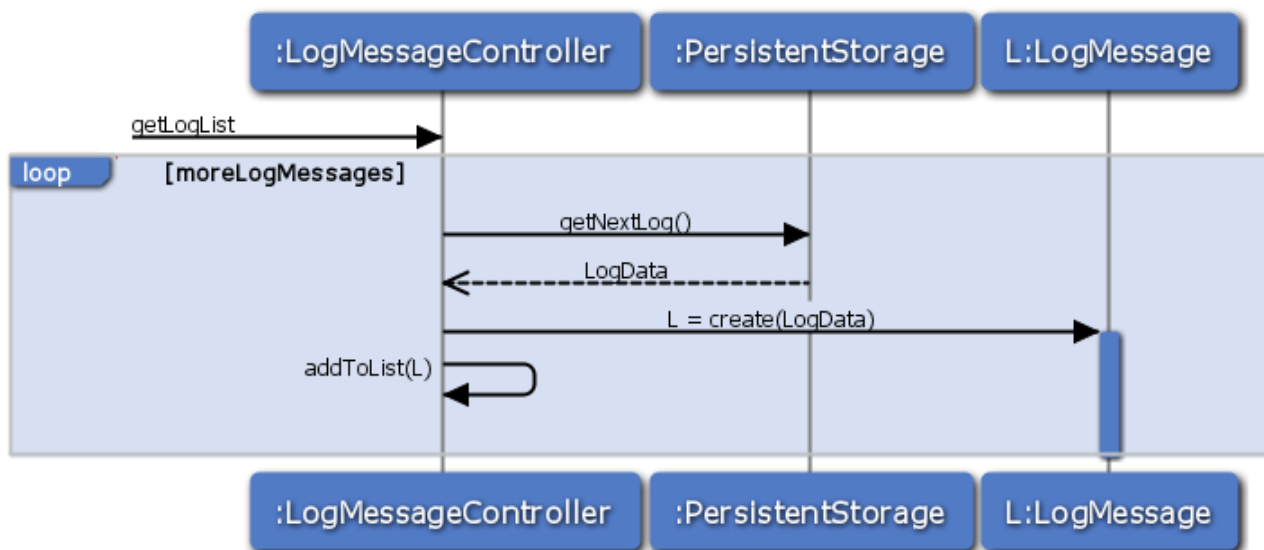 :LogMessageController :PersistentStorage L:LogMessage
getLogList
loop [moreLogMessages]
getNextLog()
LogData
L = create(LogData)
addToList(L)
:LogMessageController :PersistentStorage L:LogMessage